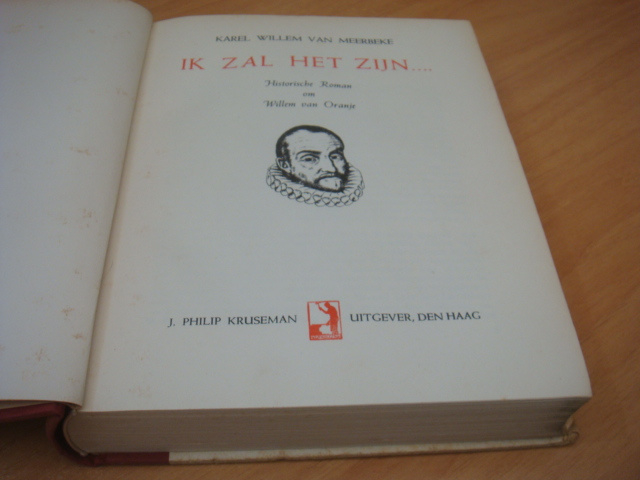 KAREL WILLEM VAN MEERBEKE
IK ZAL HET ZIJN....
Historische Roman
om
Willem van Oranje
J. PHILIP KRUSEMAN UITGEVER, DEN HAAG